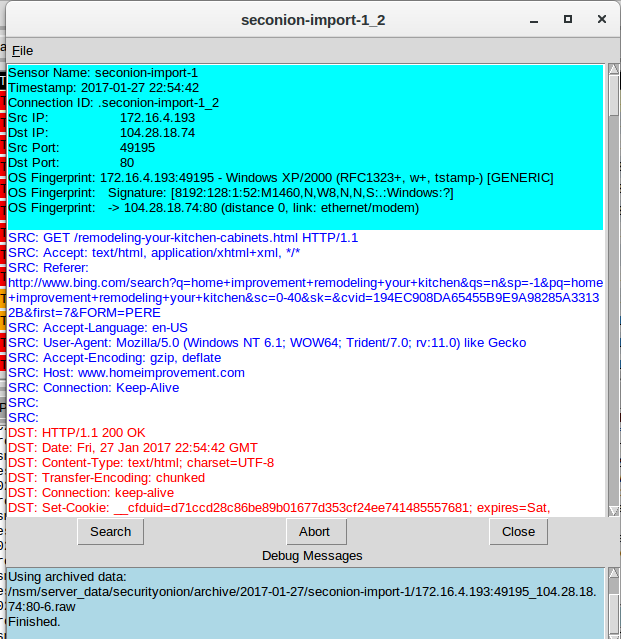 seconion-import-1_2
File
Sensor Name: seconion-import-1
Timestamp: 2017-01-27 22:54:42
Connection ID: .seconion-import-1_2
Src IP: 172.16.4.193
Dst IP: 104.28.18.74
Src Port: 49195
Dst Port: 80
OS Fingerprint: 172.16.4.193:49195 - Windows XP/2000 (RFC1323+, w+, tstamp-) [GENERIC]
OS Fingerprint: Signature: [8192:128:1:52:M1460,N,W8,N,N,S:.:Windows:?]
OS Fingerprint: -> 104.28.18.74:80 (distance 0, link: ethernet/modem)
SRC: GET /remodeling-your-kitchen-cabinets.html HTTP/1.1
SRC: Accept: text/html, application/xhtml+xml, */*
SRC: Referer:
http://www.bing.com/search?q=home+improvement+remodeling+your+kitchen&qs=n&sp=-1&pq=home
+improvement+remodeling+your+kitchen&sc=0-40&sk=&cvid=194EC908DA65455B9E9A98285A3313
2B&first=7&FORM=PERE
SRC: Accept-Language: en-US
SRC: User-Agent: Mozilla/5.0 (Windows NT 6.1; WOW64; Trident/7.0; rv:11.0) like Gecko
SRC: Accept-Encoding: gzip, deflate
SRC: Host: www.homeimprovement.com
SRC: Connection: Keep-Alive
SRC:
SRC:
DST: HTTP/1.1 200 OK
DST: Date: Fri, 27 Jan 2017 22:54:42 GMT
DST: Content-Type: text/html; charset=UTF-8
DST: Transfer-Encoding: chunked
DST: Connection: keep-alive
DST: Set-Cookie: __cfduid=d71ccd28c86be89b01677d353cf24ee741485557681; expires=Sat,
Search Abort Close
Debug Messages
Using archived data:
/nsm/server_data/securityonion/archive/2017-01-27/seconion-import-1/172.16.4.193:49195_104.28.18.
74:80-6.raw
Finished.